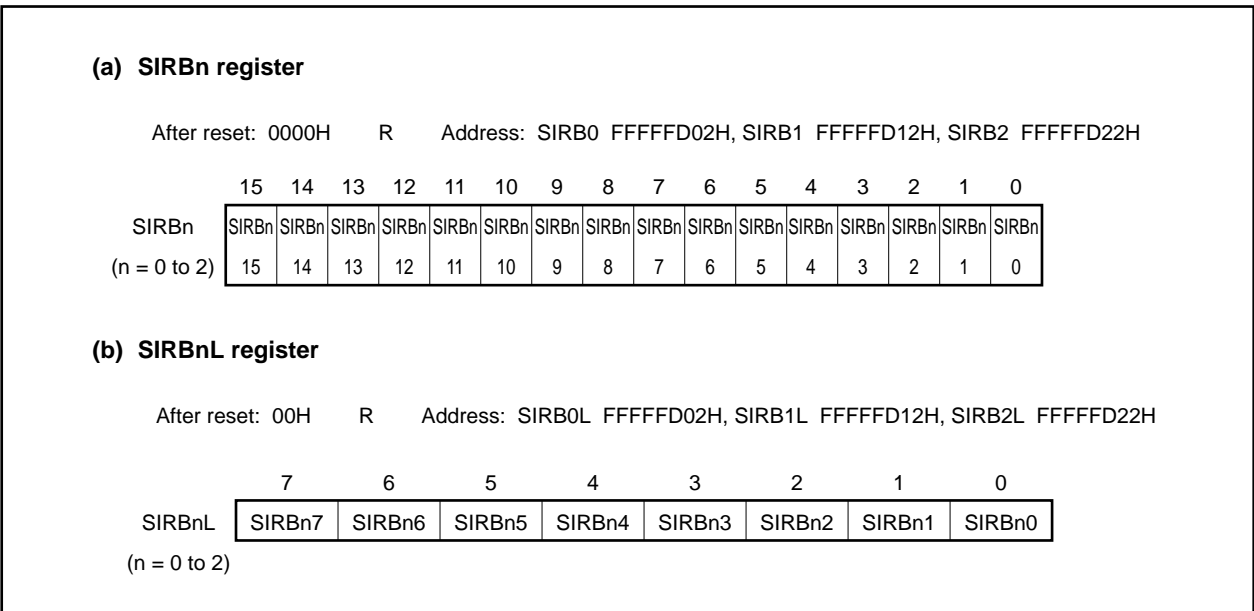 (a) SIRBn register
After reset: 0000H R Address: SIRB0 FFFFFD02H, SIRB1 FFFFFD12H, SIRB2 FFFFFD22H
15 14 13 12 11 10 9 8 7 6 5 4 3 2 1 0
SIRBn SIRBn SIRBn SIRBn SIRBn SIRBn SIRBn SIRBn SIRBn SIRBn SIRBn SIRBn SIRBn SIRBn SIRBn SIRBn SIRBn
(n = 0 to 2) 15 14 13 12 11 10 9 8 7 6 5 4 3 2 1 0
(b) SIRBnL register
After reset: 00H R Address: SIRB0L FFFFFD02H, SIRB1L FFFFFD12H, SIRB2L FFFFFD22H
7 6 5 4 3 2 1 0
SIRBnL SIRBn7 SIRBn6 SIRBn5 SIRBn4 SIRBn3 SIRBn2 SIRBn1 SIRBn0
(n = 0 to 2)